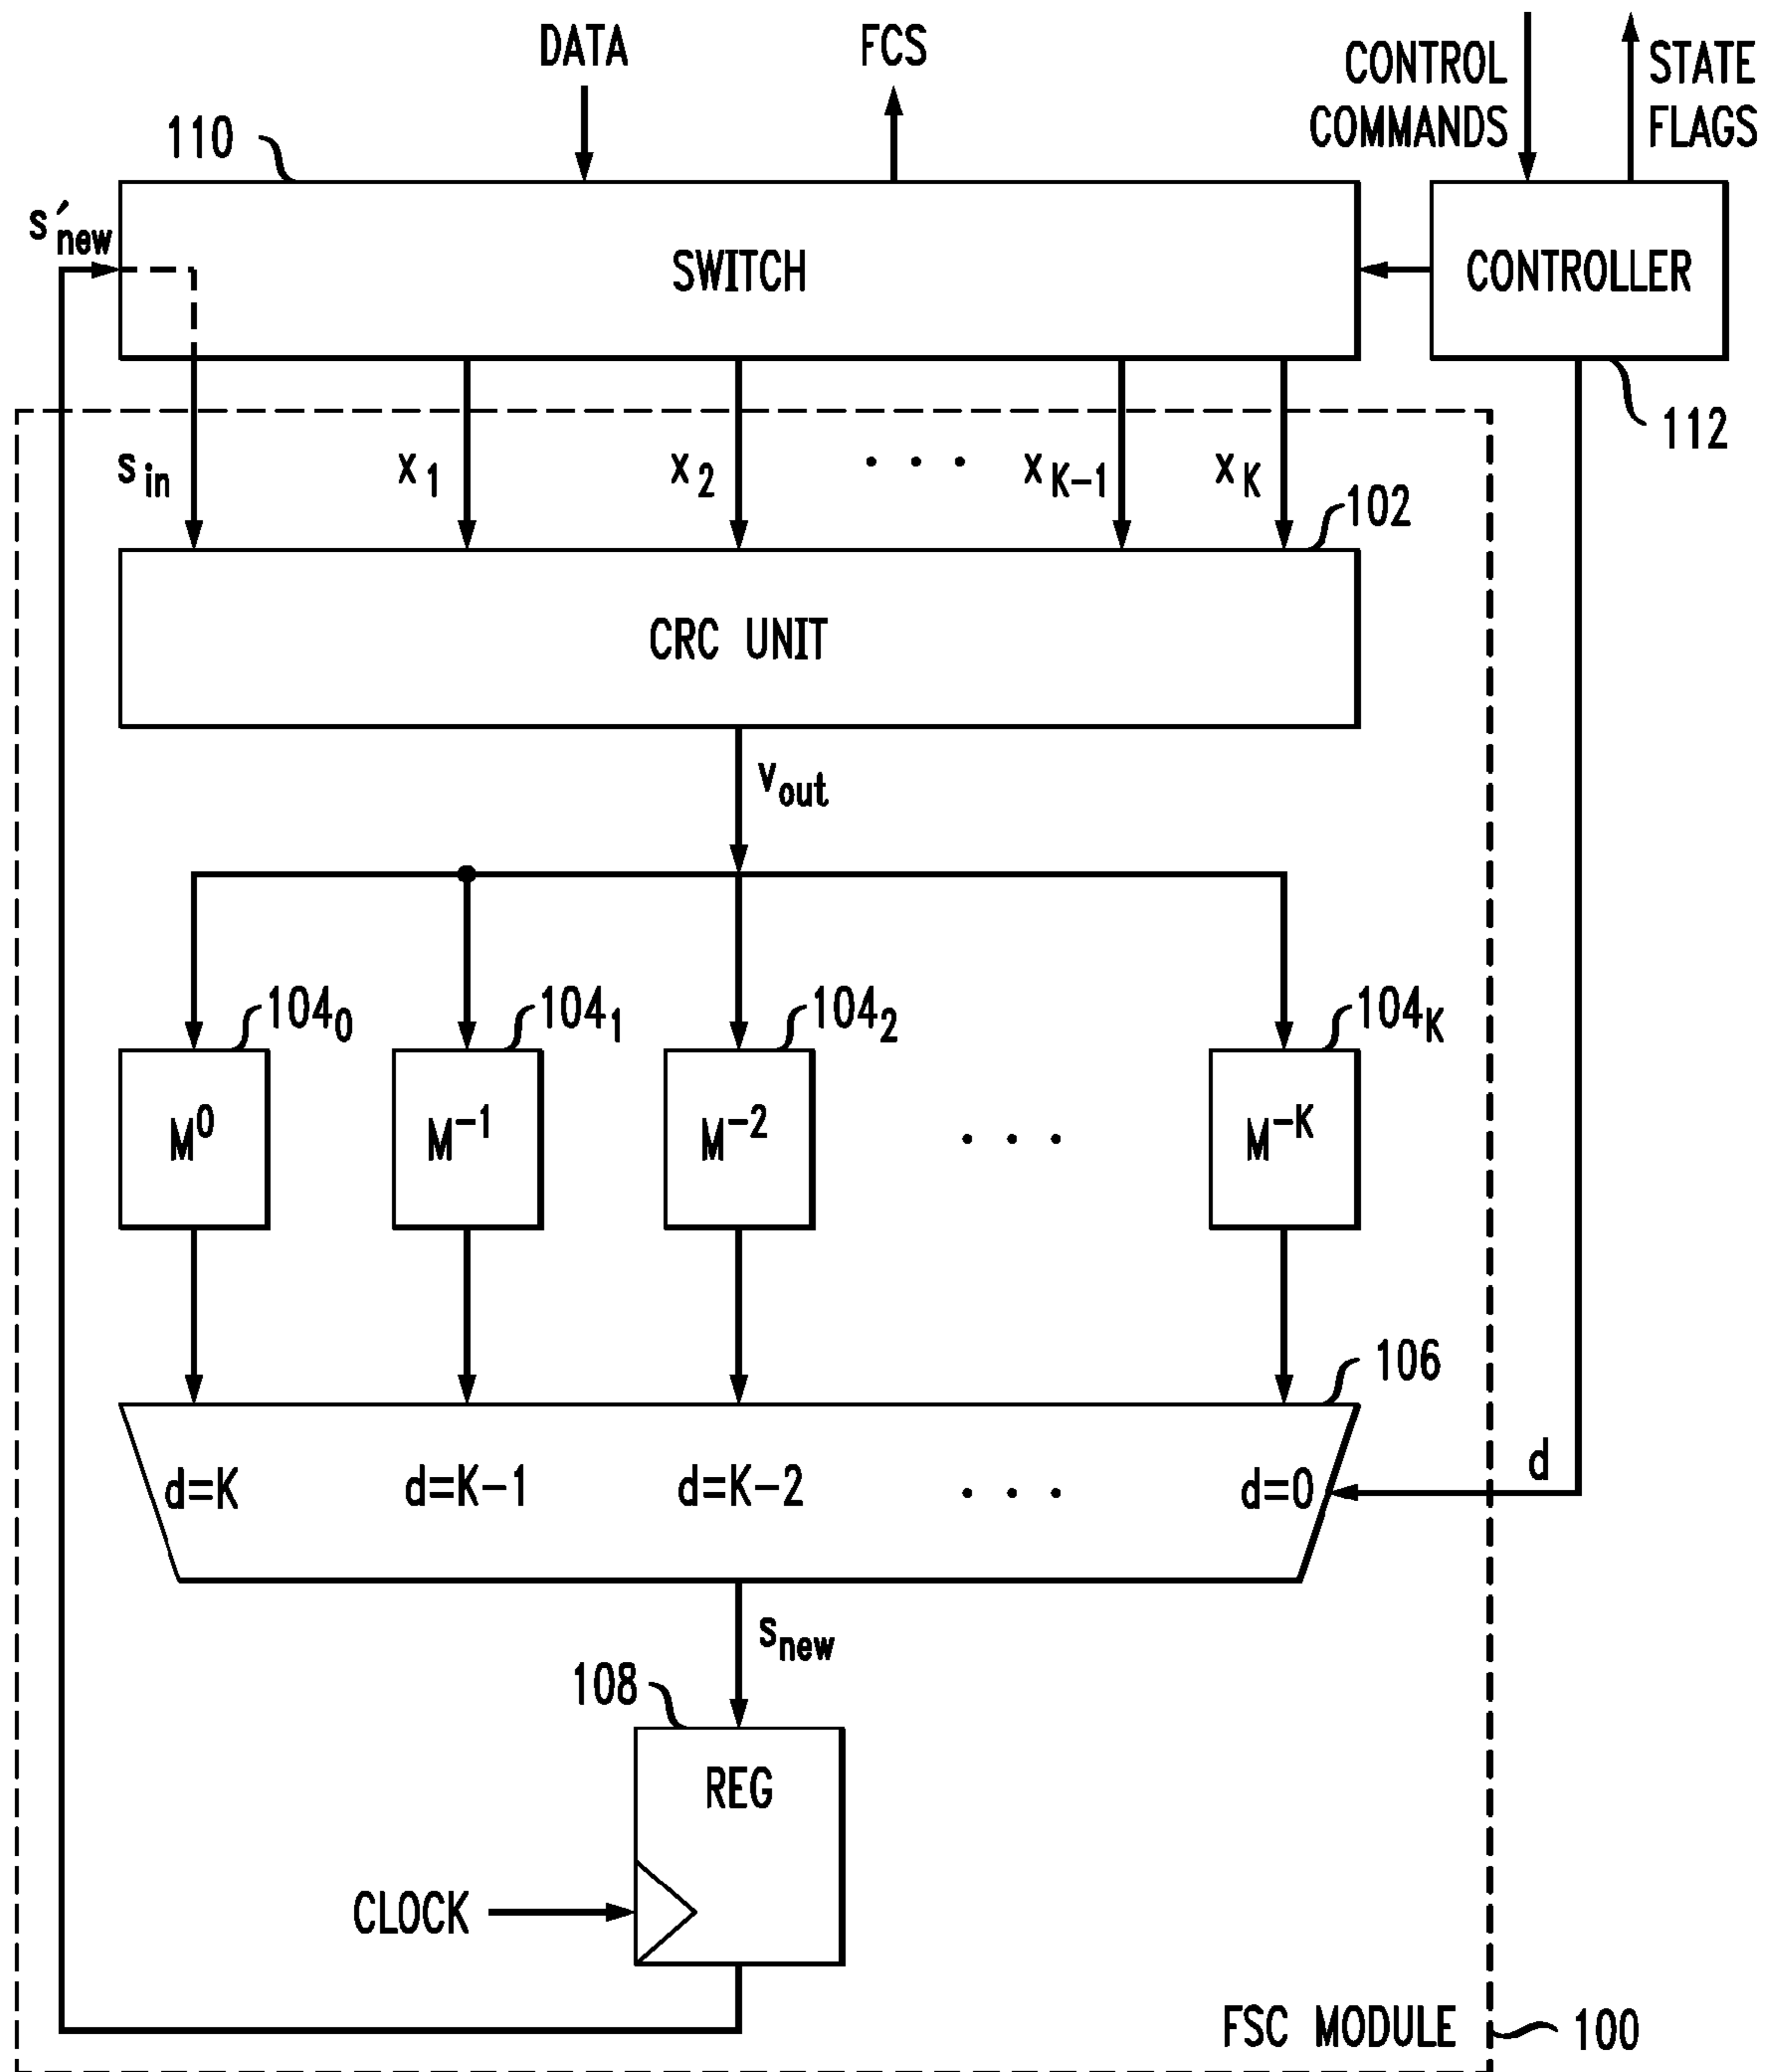 DATA
FCS
CONTROL
COMMANDS
STATE
FLAGS
110
s′new
SWITCH
CONTROLLER
112
sin
x1
x2
. . .
xK−1
xK
102
CRC UNIT
vout
1040
1041
1042
104K
M0
M−1
M−2
. . .
M−K
106
d=K
d=K−1
d=K−2
. . .
d=0
d
snew
108
REG
CLOCK
FSC MODULE
100